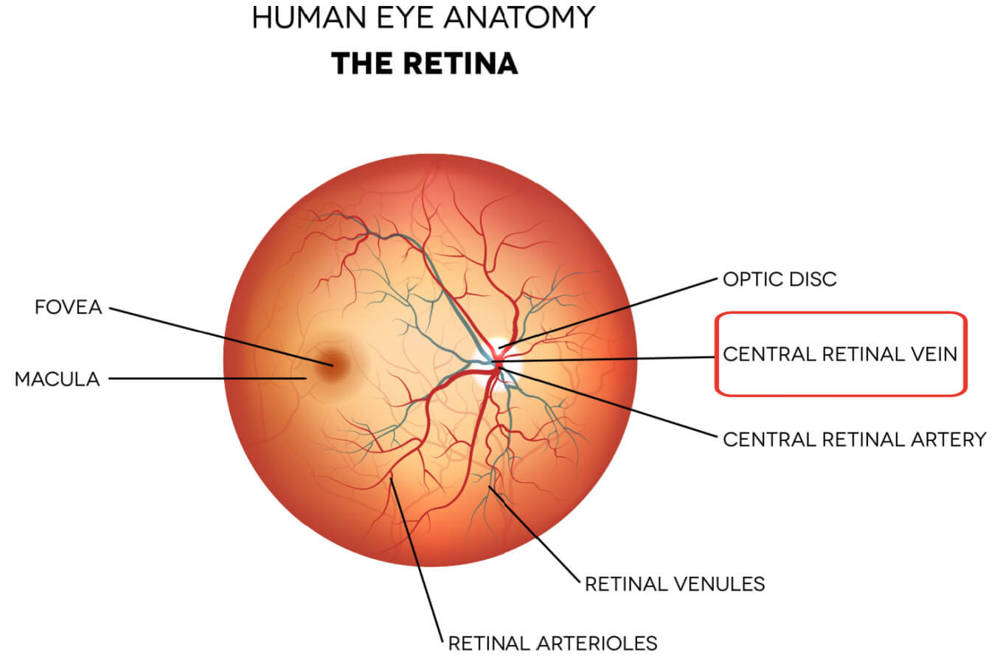 HUMAN EYE ANATOMY
THE RETINA
OPTIC DISC
FOVEA
CENTRAL RETINAL VEIN
MACULA
CENTRAL RETINAL ARTERY
RETINAL VENULES
RETINAL ARTERIOLES